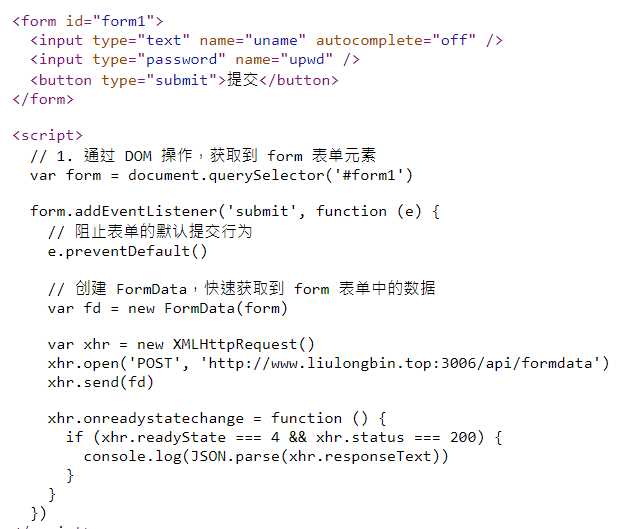 <form id="form1">
  <input type="text" name="uname" autocomplete="off" />
  <input type="password" name="upwd" />
  <button type="submit">提交</button>
</form>

<script>
  // 1. 通过 DOM 操作，获取到 form 表单元素
  var form = document.querySelector('#form1')

  form.addEventListener('submit', function (e) {
    // 阻止表单的默认提交行为
    e.preventDefault()

    // 创建 FormData，快速获取到 form 表单中的数据
    var fd = new FormData(form)

    var xhr = new XMLHttpRequest()
    xhr.open('POST', 'http://www.liulongbin.top:3006/api/formdata')
    xhr.send(fd)

    xhr.onreadystatechange = function () {
      if (xhr.readyState === 4 && xhr.status === 200) {
        console.log(JSON.parse(xhr.responseText))
      }
    }
  })